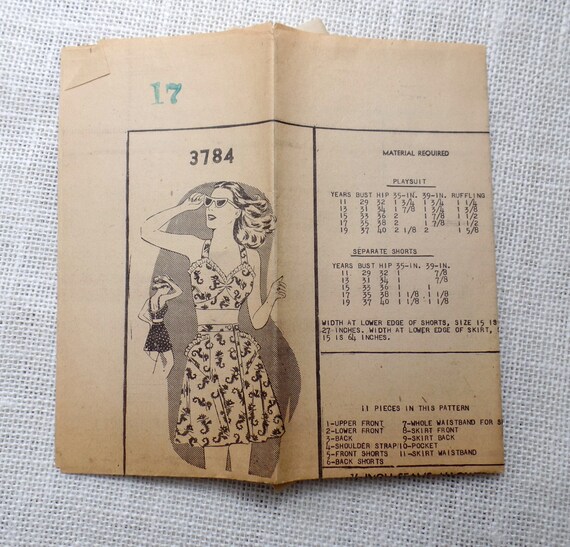 17
3784
MATERIAL REQUIRED
PLAYSUIT
YEARS BUST HIP 35-IN. 39-IN. RUFFLING
11 29 32 1 3/4 1 3/4 1 1/4
13 31 34 1 7/8 1 3/4 1 3/8
15 33 36 2 1 7/8 1 1/2
17 35 38 2 1 7/8 1 1/2
19 37 40 2 1/8 2 1 5/8
SEPARATE SHORTS
YEARS BUST HIP 35-IN. 39-IN.
11 29 32 1 7/8
13 31 34 1 7/8
15 35 36 1 1
17 35 38 1 1/8 1 1/8
19 37 40 1 1/8 1 1/8
WIDTH AT LOWER EDGE OF SHORTS, SIZE 15 IS
27 INCHES. WIDTH AT LOWER EDGE OF SKIRT,
15 IS 64 INCHES.
11 PIECES IN THIS PATTERN
1-UPPER FRONT 7-WHOLE WAISTBAND FOR
2-LOWER FRONT 8-SKIRT FRONT
3-BACK 9-SKIRT BACK
4-SHOULDER STRAP 10-POCKET
5-FRONT SHORTS 11-SKIRT WAISTBAND
6-BACK SHORTS